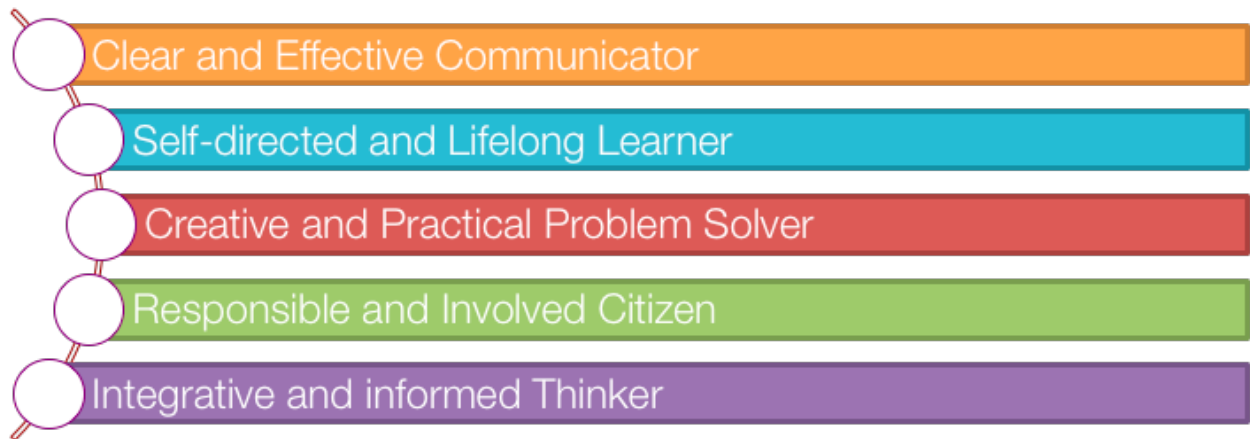 Clear and Effective Communicator
Self-directed and Lifelong Learner
Creative and Practical Problem Solver
Responsible and Involved Citizen
Integrative and informed Thinker